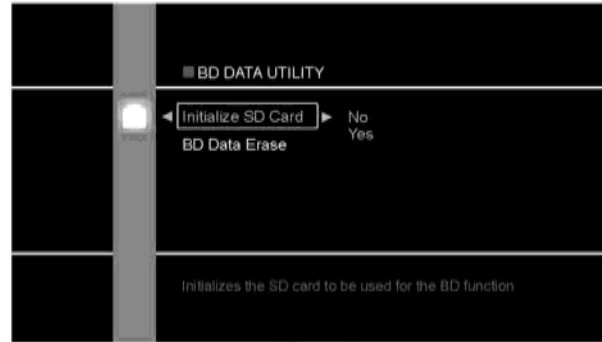 BD DATA UTILITY
Initialize SD Card No
Yes
BD Data Erase
Initializes the SD card to be used for the BD function